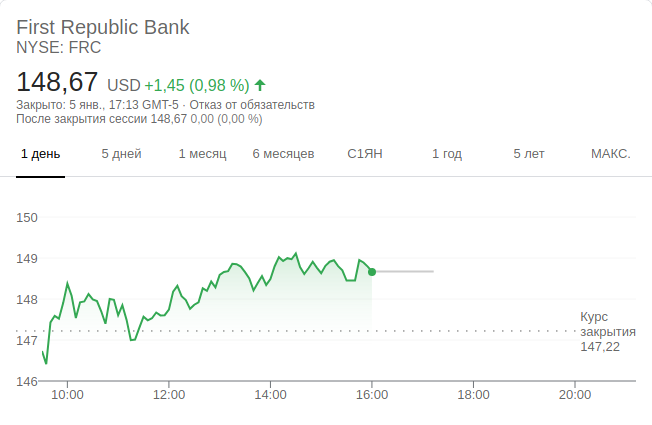 First Republic Bank
NYSE: FRC
148,67 USD +1,45 (0,98 %)
Закрыто: 5 янв., 17:13 GMT-5 · Отказ от обязательств
После закрытия сессии 148,67 0,00 (0,00 %)
1 день 5 дней 1 месяц 6 месяцев С1ЯН 1 год 5 лет МАКС.
150
149
148
Курс
закрытия
147,22
147
146
10:00 12:00 14:00 16:00 18:00 20:00